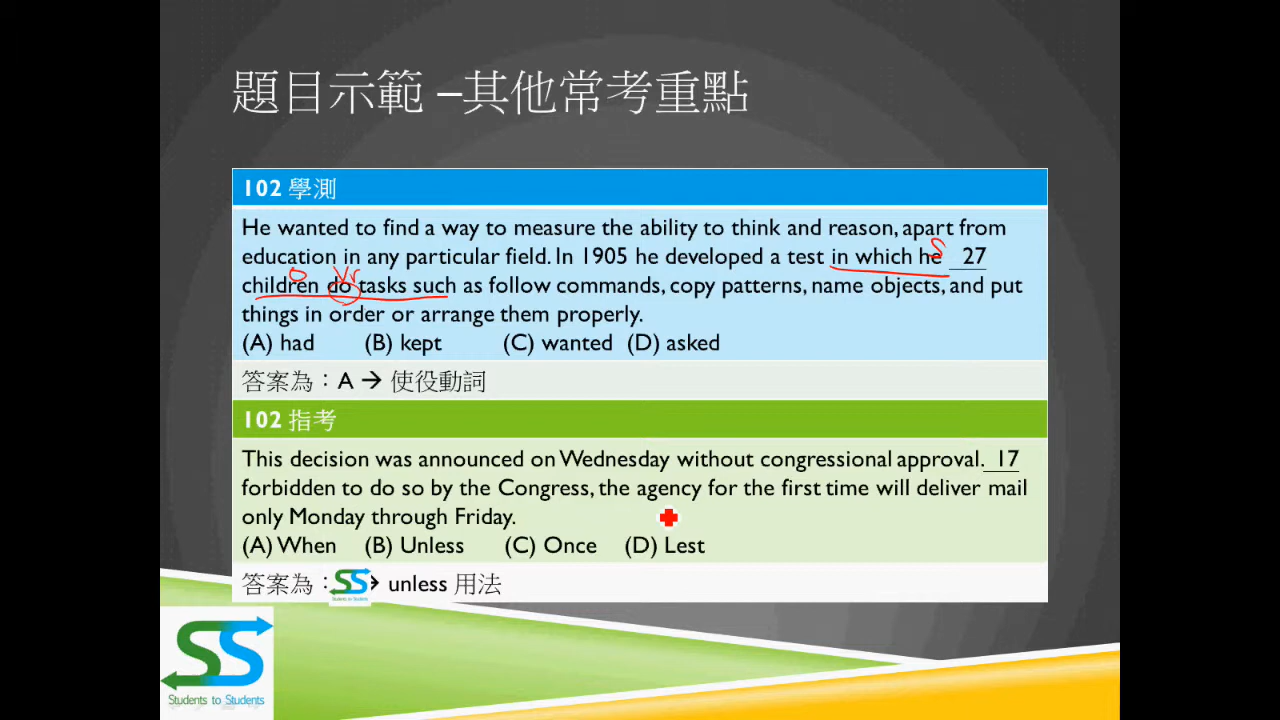 題目示範 –其他常考重點
102 學測
He wanted to find a way to measure the ability to think and reason, apart from
education in any particular field. In 1905 he developed a test in which he 27
S
O Vr
children do tasks such as follow commands, copy patterns, name objects, and put
things in order or arrange them properly.
(A) had (B) kept (C) wanted (D) asked
答案為：A → 使役動詞
102 指考
This decision was announced on Wednesday without congressional approval. 17
forbidden to do so by the Congress, the agency for the first time will deliver mail
only Monday through Friday.
(A) When (B) Unless (C) Once (D) Lest
答案為： → unless 用法
SS
Students to Students
SS
Students to Students